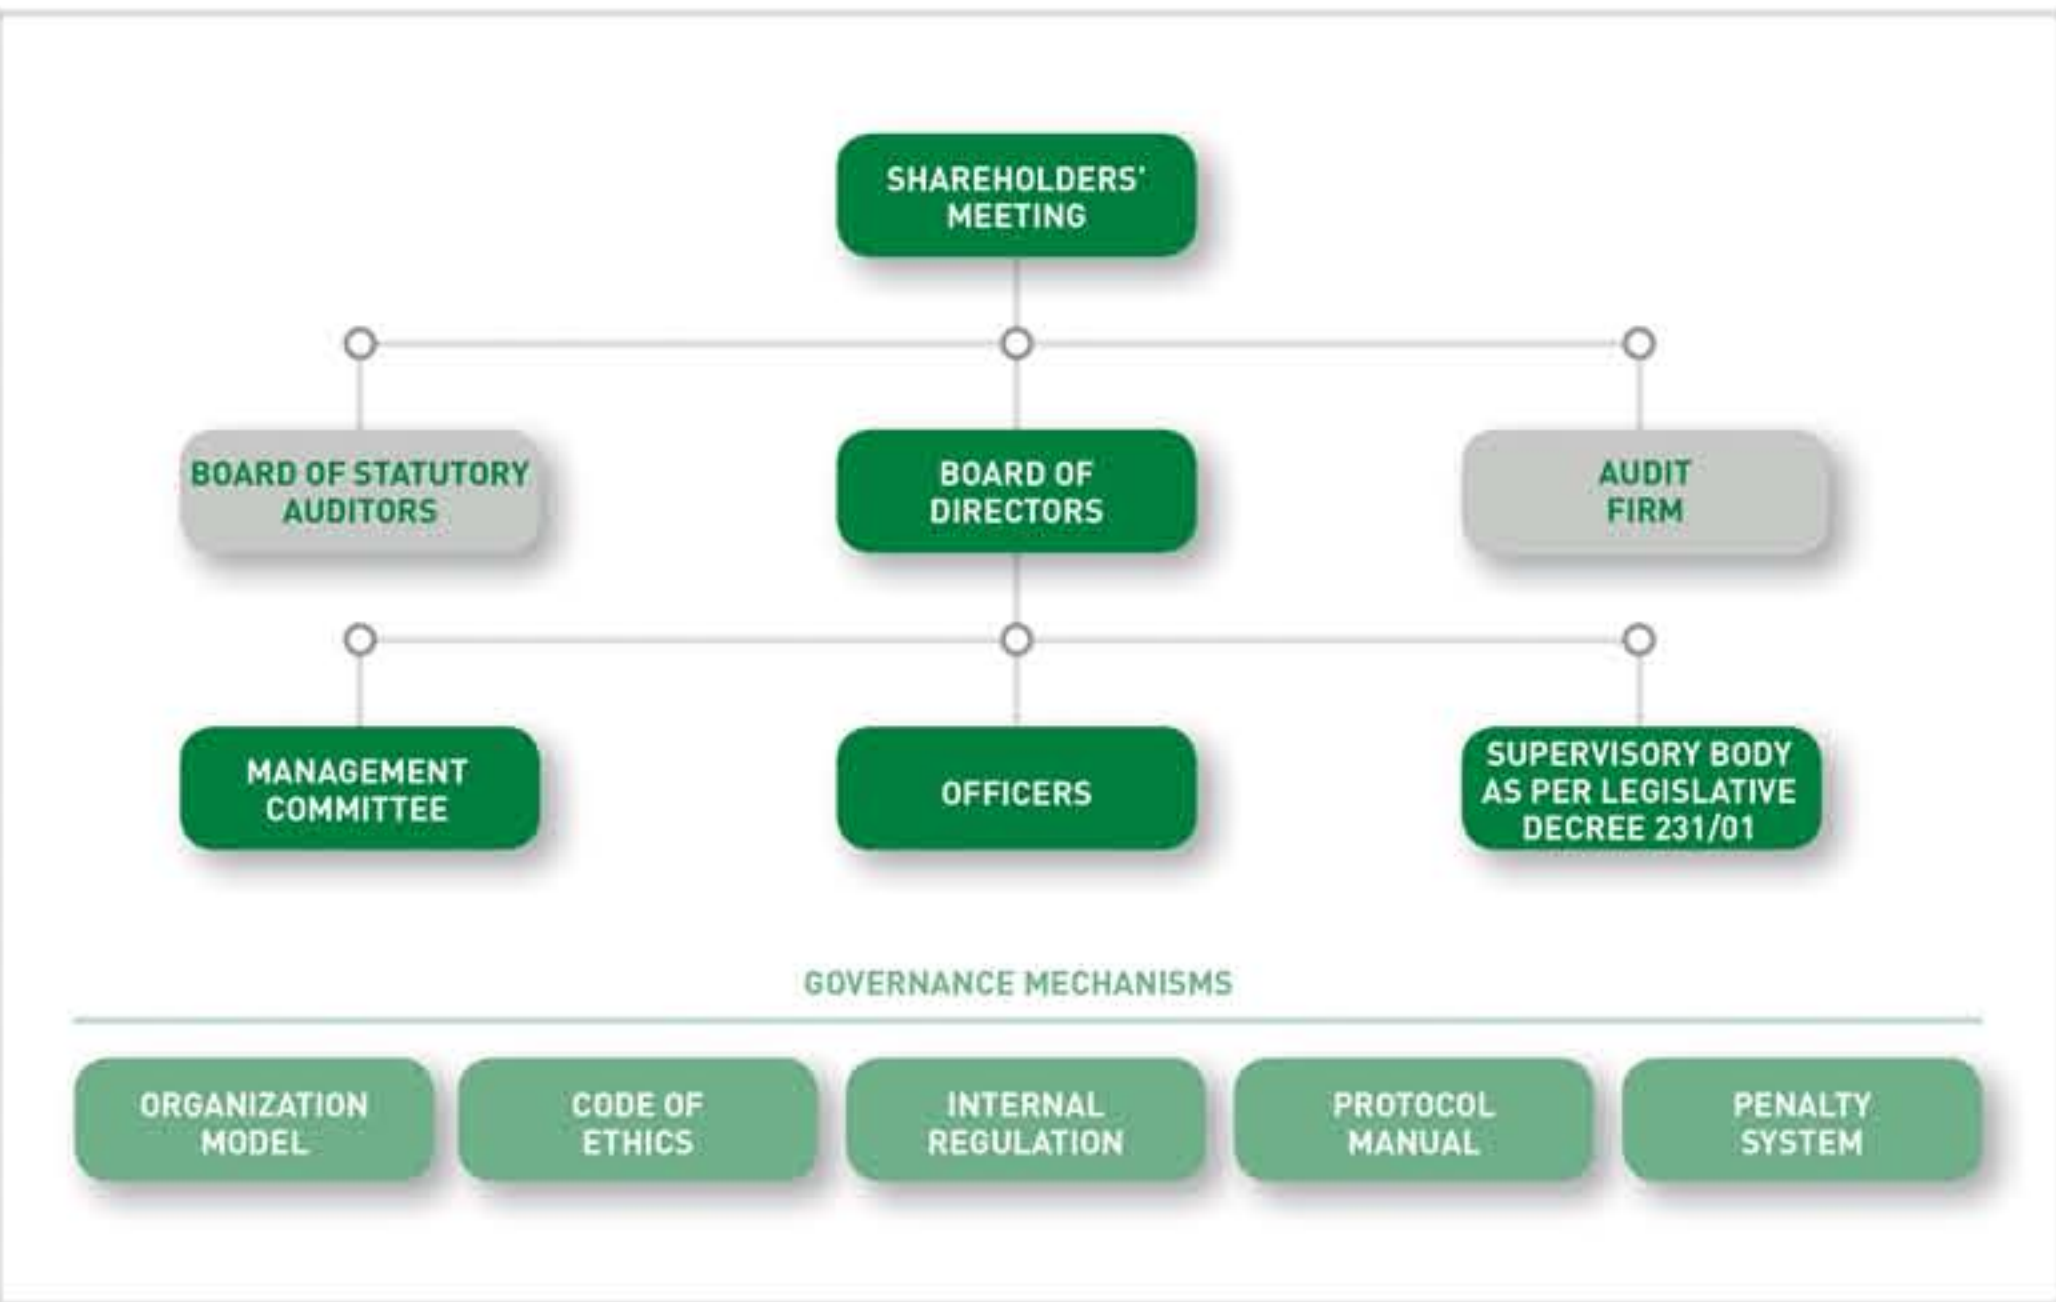 SHAREHOLDERS'
MEETING
BOARD OF STATUTORY
AUDITORS
BOARD OF
DIRECTORS
AUDIT
FIRM
MANAGEMENT
COMMITTEE
OFFICERS
SUPERVISORY BODY
AS PER LEGISLATIVE
DECREE 231/01
GOVERNANCE MECHANISMS
ORGANIZATION
MODEL
CODE OF
ETHICS
INTERNAL
REGULATION
PROTOCOL
MANUAL
PENALTY
SYSTEM